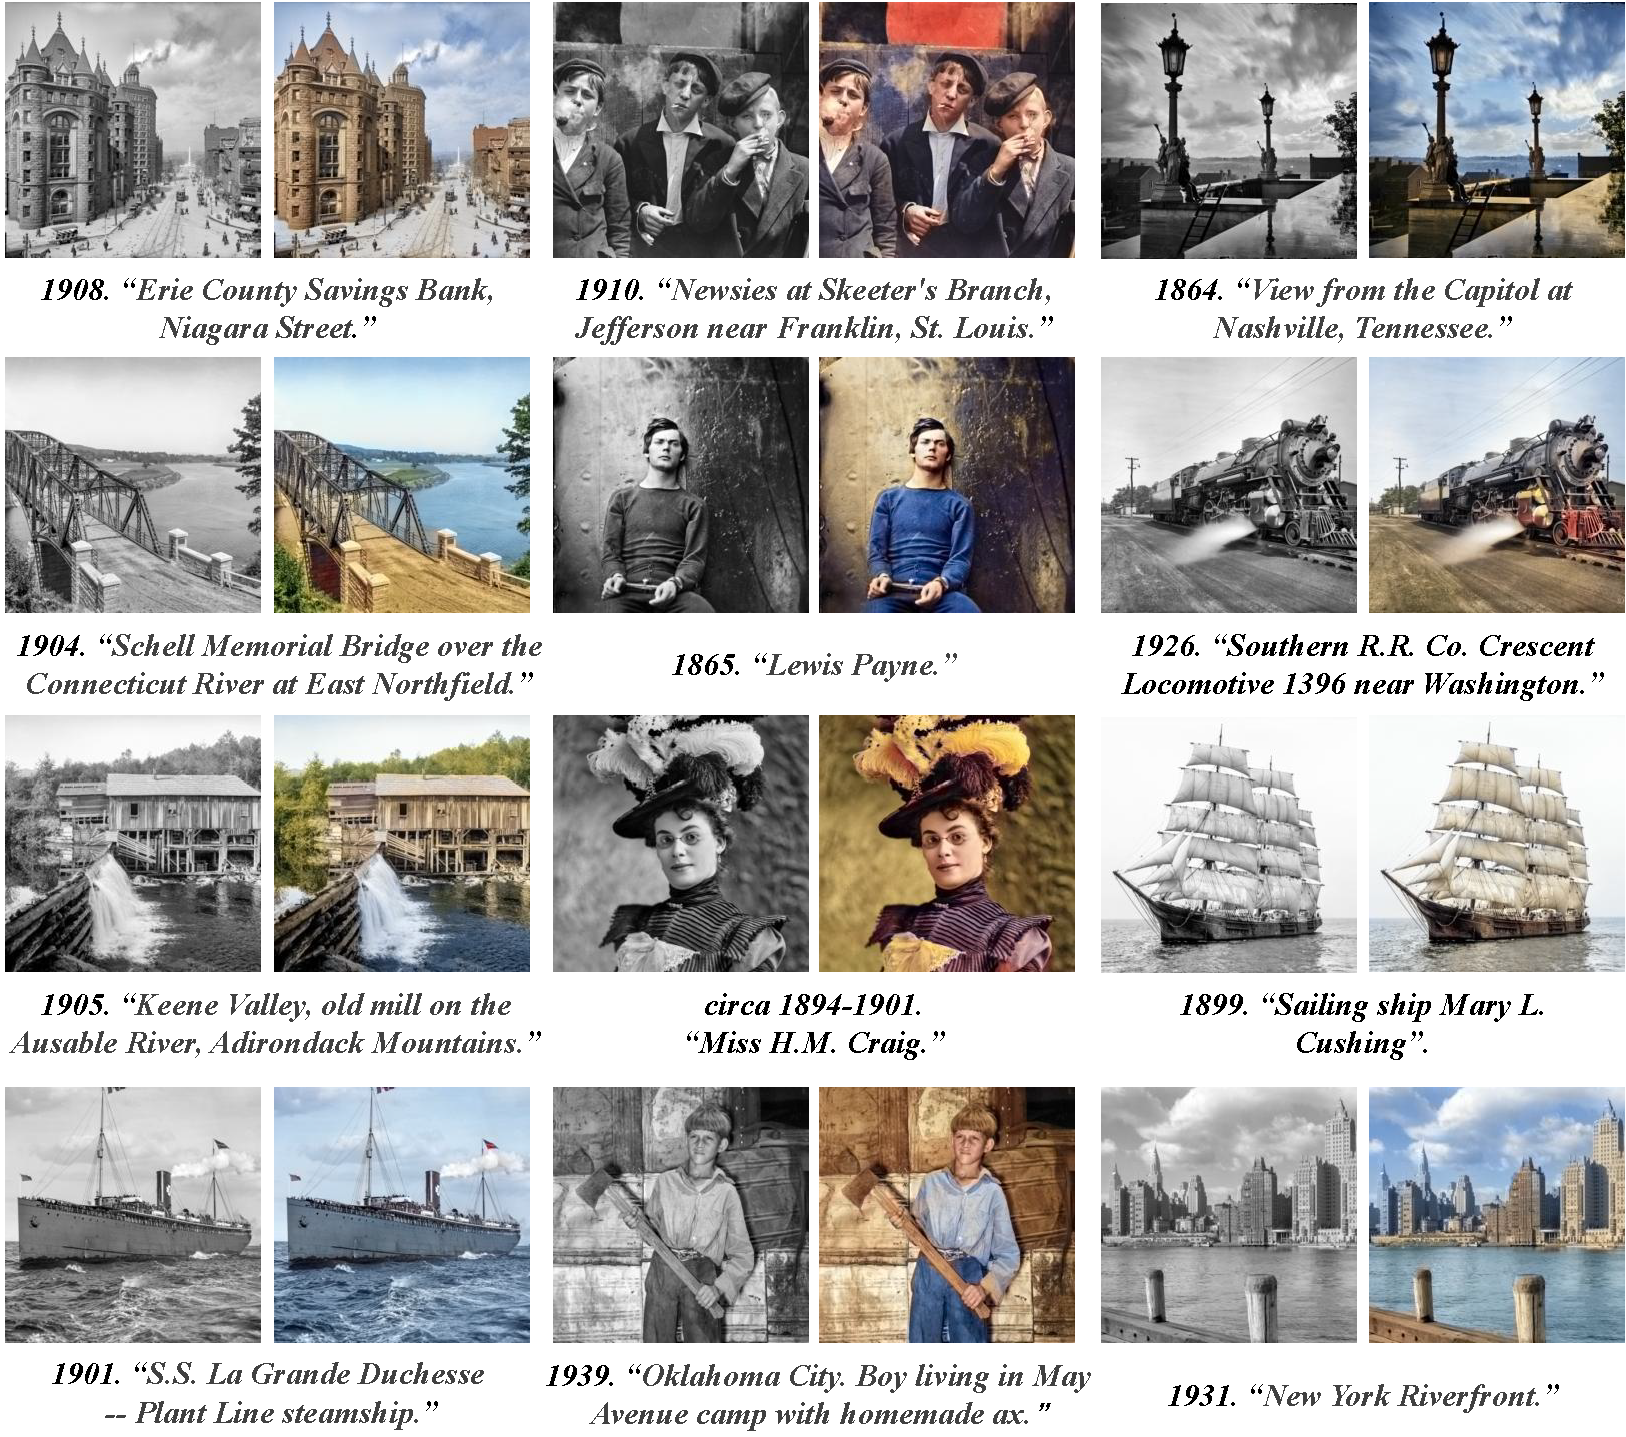 1908. “Erie County Savings Bank,
Niagara Street.”
1910. “Newsies at Skeeter's Branch,
Jefferson near Franklin, St. Louis.”
1864. “View from the Capitol at
Nashville, Tennessee.”
1904. “Schell Memorial Bridge over the
Connecticut River at East Northfield.”
1865. “Lewis Payne.”
1926. “Southern R.R. Co. Crescent
Locomotive 1396 near Washington.”
1905. “Keene Valley, old mill on the
Ausable River, Adirondack Mountains.”
circa 1894-1901.
“Miss H.M. Craig.”
1899. “Sailing ship Mary L.
Cushing”.
1901. “S.S. La Grande Duchesse
-- Plant Line steamship.”
1939. “Oklahoma City. Boy living in May
Avenue camp with homemade ax."
1931. “New York Riverfront.”